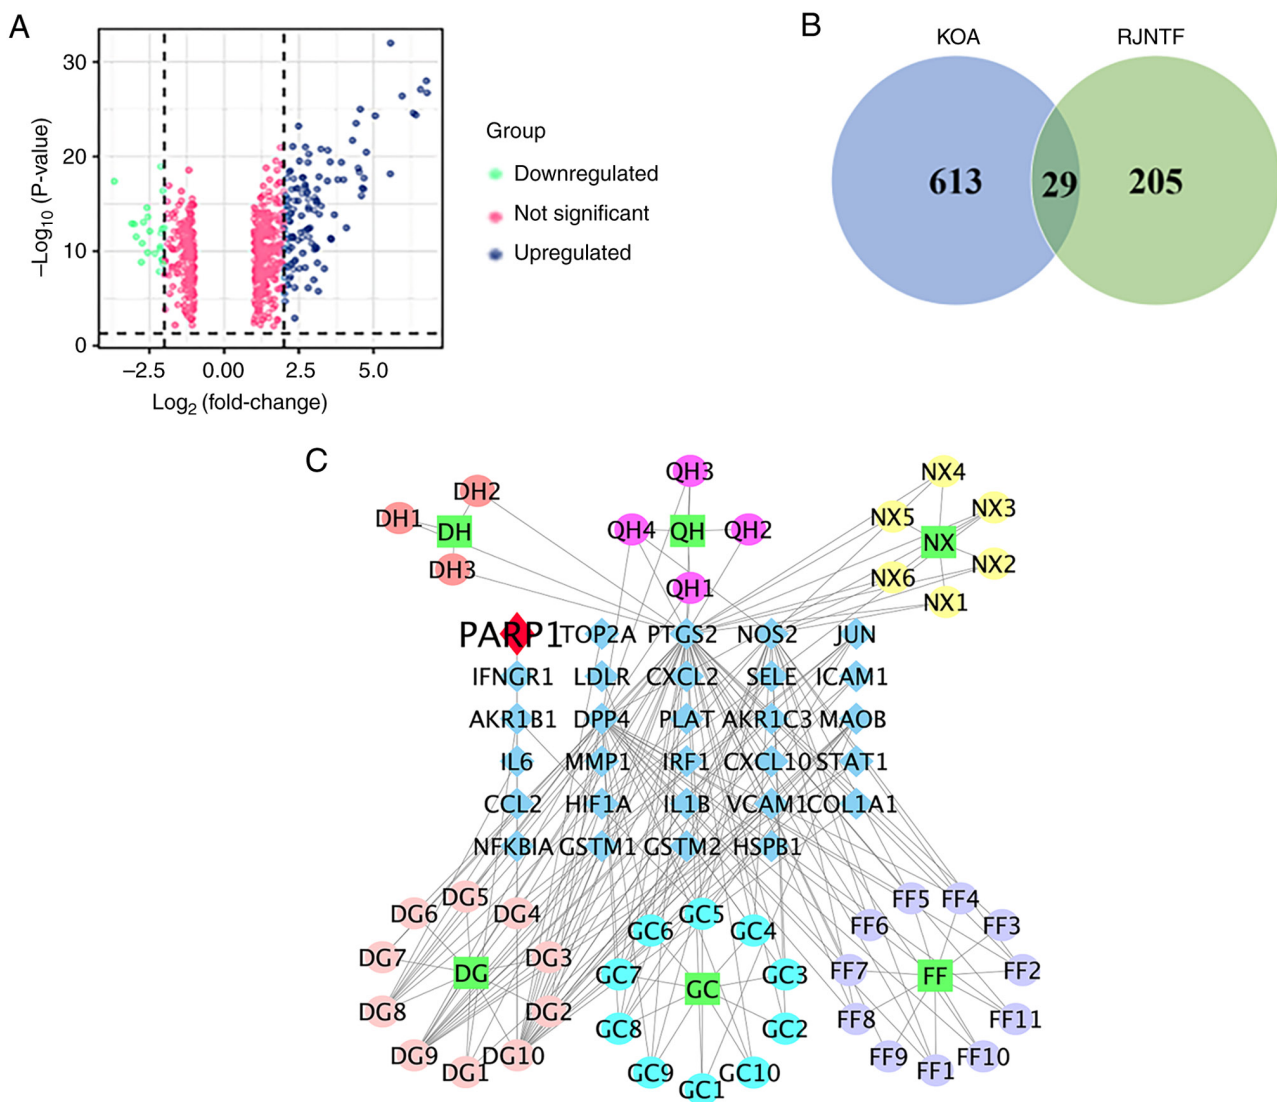 A
30
20
10
0
−Log10 (P-value)
−2.5 0.00 2.5 5.0
Log2 (fold-change)
Group
Downregulated
Not significant
Upregulated
B
KOA RJNTF
613 29 205
C
DH1 DH2 DH DH3
QH3 QH4 QH QH2 QH1
NX4 NX5 NX3 NX NX6 NX2 NX1
PARP1 TOP2A PTGS2 NOS2 JUN
IFNGR1 LDLR CXCL2 SELE ICAM1
AKR1B1 DPP4 PLAT AKR1C3 MAOB
IL6 MMP1 IRF1 CXCL10 STAT1
CCL2 HIF1A IL1B VCAM1 COL1A1
NFKBIA GSTM1 GSTM2 HSPB1
DG5 DG6 DG4 DG7 DG3 DG DG8 DG2 DG9 DG10 DG1
GC5 GC6 GC4 GC7 GC3 GC GC8 GC2 GC9 GC10 GC1
FF5 FF4 FF6 FF3 FF7 FF2 FF FF8 FF11 FF9 FF10 FF1